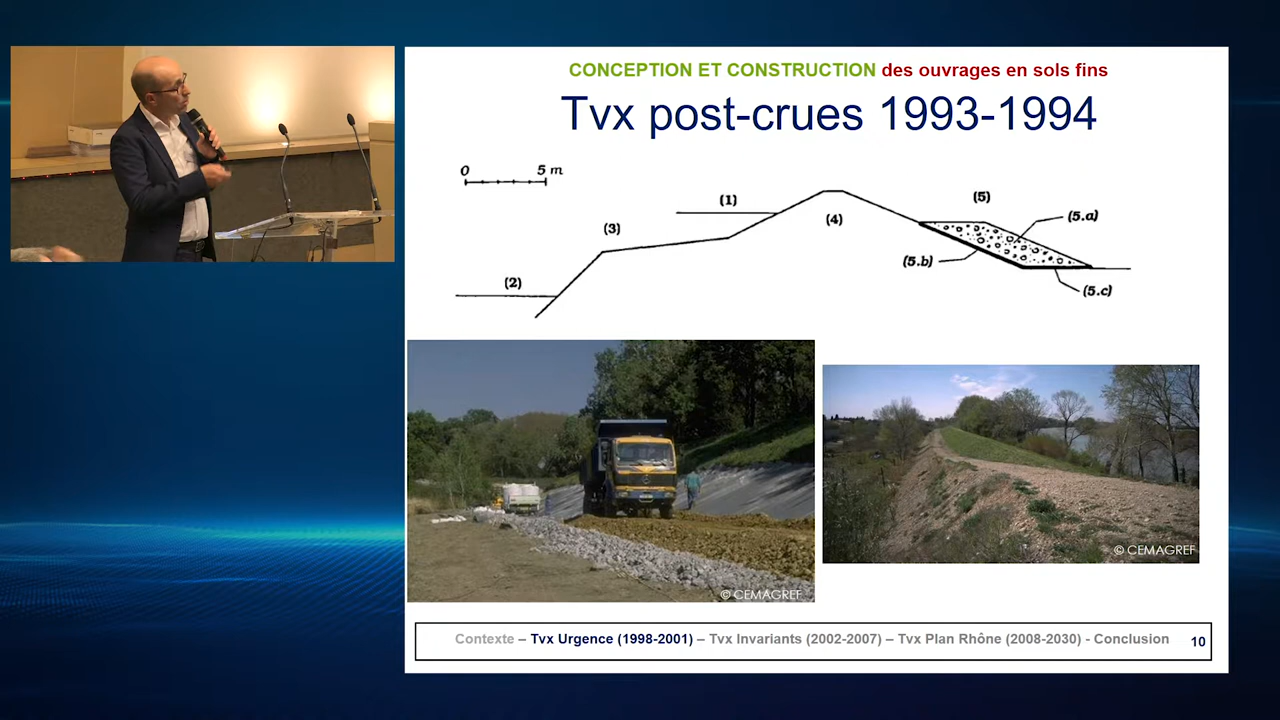 CONCEPTION ET CONSTRUCTION des ouvrages en sols fins
Tvx post-crues 1993-1994
0 5 m
(1)
(5)
(5.a)
(3)
(4)
(5.b)
(2)
(5.c)
© CEMAGREF
© CEMAGREF
Contexte – Tvx Urgence (1998-2001) – Tvx Invariants (2002-2007) – Tvx Plan Rhône (2008-2030) - Conclusion 10